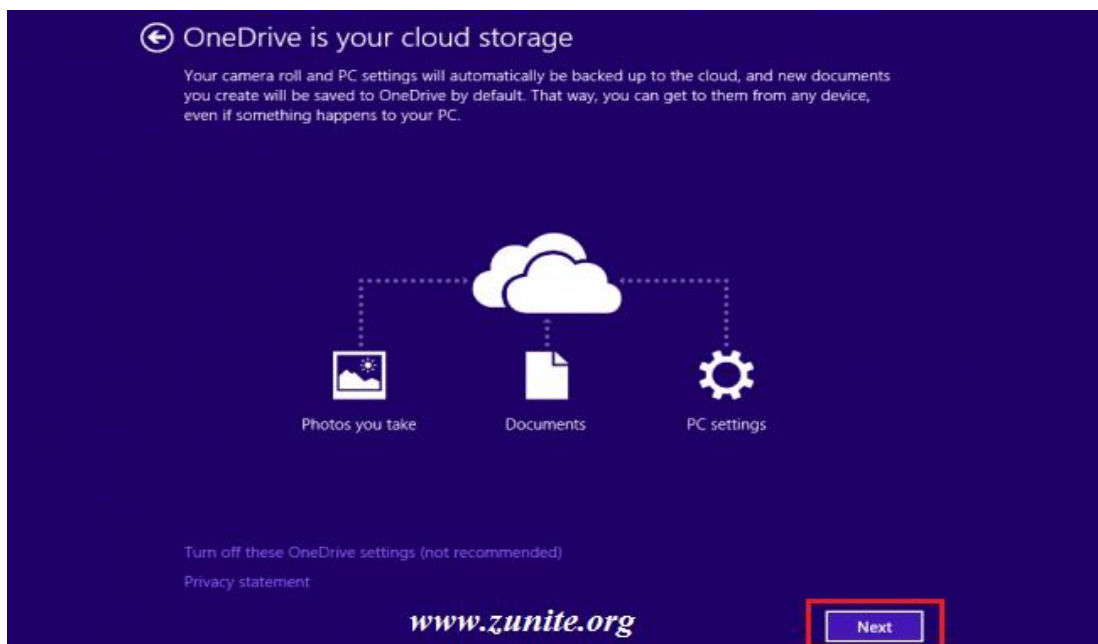 OneDrive is your cloud storage
Your camera roll and PC settings will automatically be backed up to the cloud, and new documents
you create will be saved to OneDrive by default. That way, you can get to them from any device,
even if something happens to your PC.
Photos you take
Documents
PC settings
Turn off these OneDrive settings (not recommended)
Privacy statement
www.zunite.org
Next